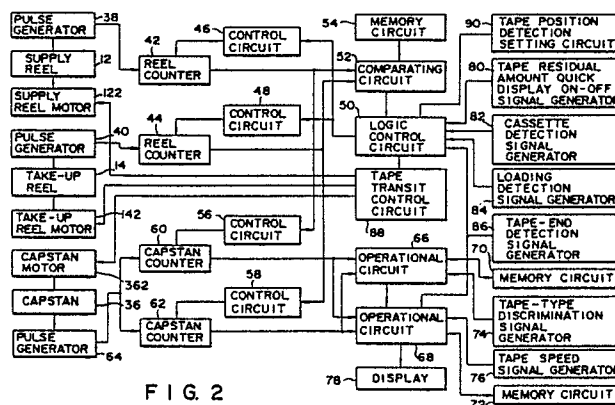 PULSE GENERATOR
38
SUPPLY REEL
12
SUPPLY REEL MOTOR
122
PULSE GENERATOR
40
TAKE-UP REEL
14
TAKE-UP REEL MOTOR
142
CAPSTAN MOTOR
362
CAPSTAN
36
PULSE GENERATOR
64
42
REEL COUNTER
44
REEL COUNTER
60
CAPSTAN COUNTER
62
CAPSTAN COUNTER
46
CONTROL CIRCUIT
48
CONTROL CIRCUIT
56
CONTROL CIRCUIT
58
CONTROL CIRCUIT
54
MEMORY CIRCUIT
52
COMPARATING CIRCUIT
50
LOGIC CONTROL CIRCUIT
TAPE TRANSIT CONTROL CIRCUIT
88
66
OPERATIONAL CIRCUIT
OPERATIONAL CIRCUIT
68
78
DISPLAY
90
TAPE POSITION DETECTION SETTING CIRCUIT
80
TAPE RESIDUAL AMOUNT QUICK DISPLAY ON-OFF SIGNAL GENERATOR
82
CASSETTE DETECTION SIGNAL GENERATOR
LOADING DETECTION SIGNAL GENERATOR
84
86
TAPE-END DETECTION SIGNAL GENERATOR
70
MEMORY CIRCUIT
TAPE-TYPE DISCRIMINATION SIGNAL GENERATOR
74
TAPE SPEED SIGNAL GENERATOR
76
MEMORY CIRCUIT
72
FIG. 2